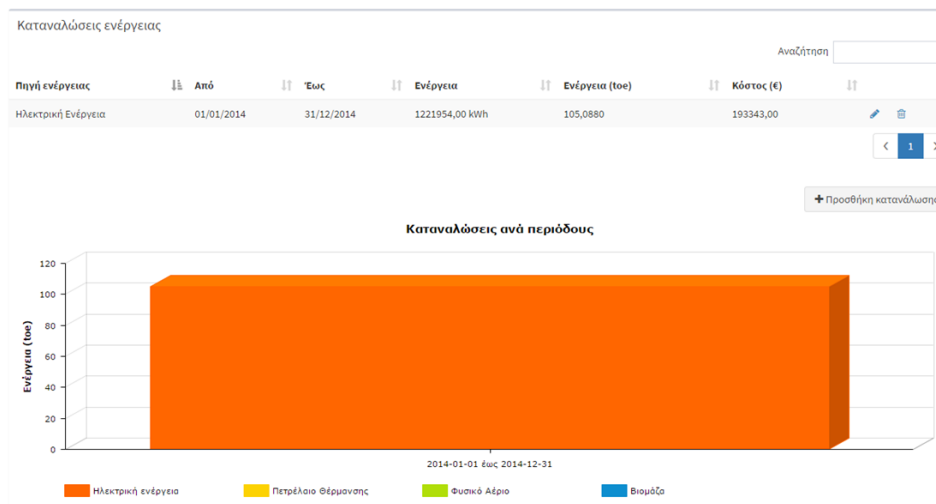 Καταναλώσεις ενέργειας
Αναζήτηση
Πηγή ενέργειας Από Έως Ενέργεια Ενέργεια (toe) Κόστος (€)
Ηλεκτρική Ενέργεια 01/01/2014 31/12/2014 1221954,00 kWh 105,0880 193343,00
1
Προσθήκη κατανάλωσης
Καταναλώσεις ανά περιόδους
120
100
80
60
40
20
0
Ενέργεια (toe)
2014-01-01 έως 2014-12-31
Ηλεκτρική ενέργεια Πετρέλαιο Θέρμανσης Φυσικό Αέριο Βιομάζα